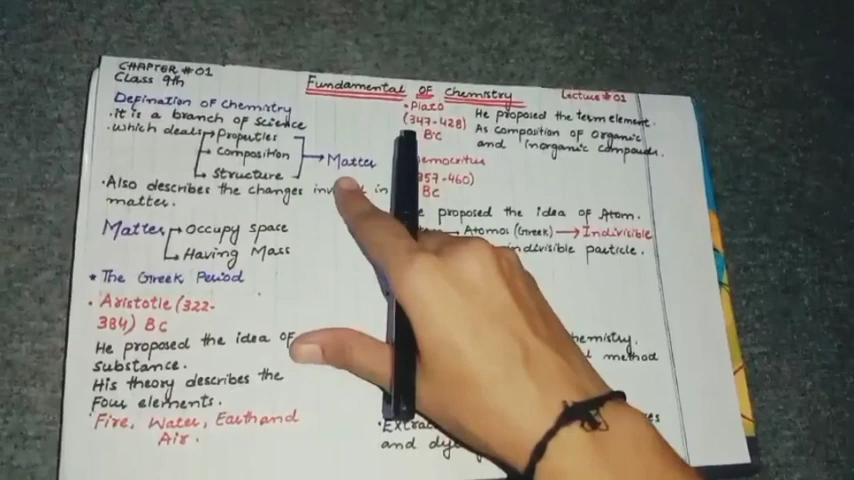 CHAPTER # 01
Class 9th
Fundamental OF Chemistry
Lecture # 01
Defination OF Chemistry
• it is a branch of Science
• which deals Properties
Composition
Structure
Matter
• Also describes the changes in
matter.
Matter Occupy space
Having Mass
* The Greek Period
• Aristotle (322-
384) BC
He proposed the idea of
substance.
His theory describes the
Four elements.
Fire, Water, Earth and
Air.
• Plato
(347-428)
BC
He proposed the term element
As composition of organic
and inorganic compounds.
357-460)
BC
proposed the idea of Atom.
Atomos (Greek) → Indivisible
indivisible particle.
chemistry.
method
and